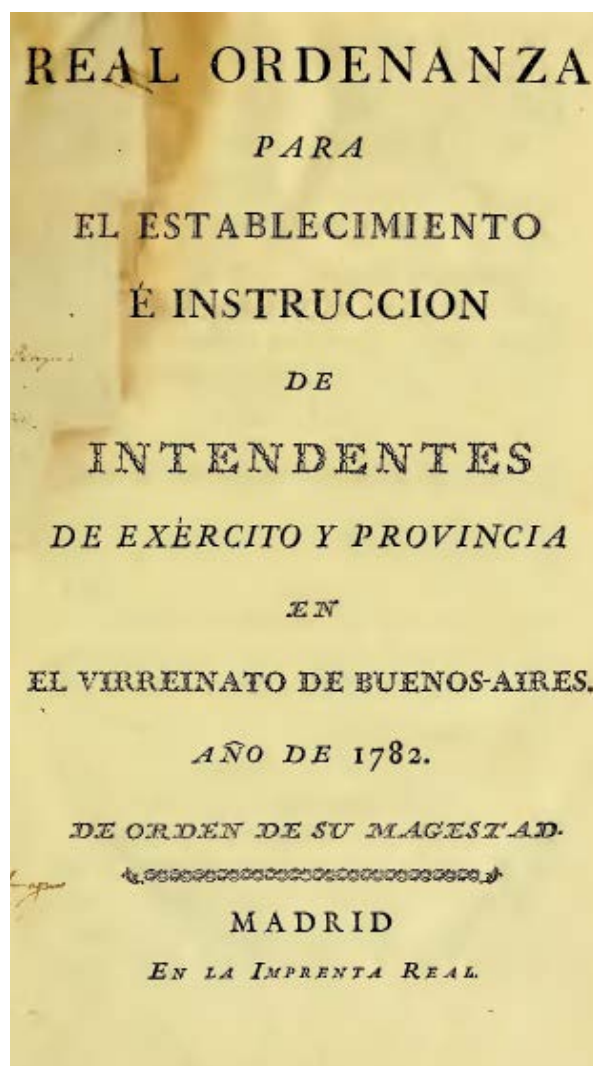 REAL ORDENANZA
PARA
EL ESTABLECIMIENTO
É INSTRUCCION
DE
INTENDENTES
DE EXÉRCITO Y PROVINCIA
EN
EL VIRREINATO DE BUENOS-AIRES.
AÑO DE 1782.
DE ORDEN DE SU MAGESTAD.
MADRID
EN LA IMPRENTA REAL.